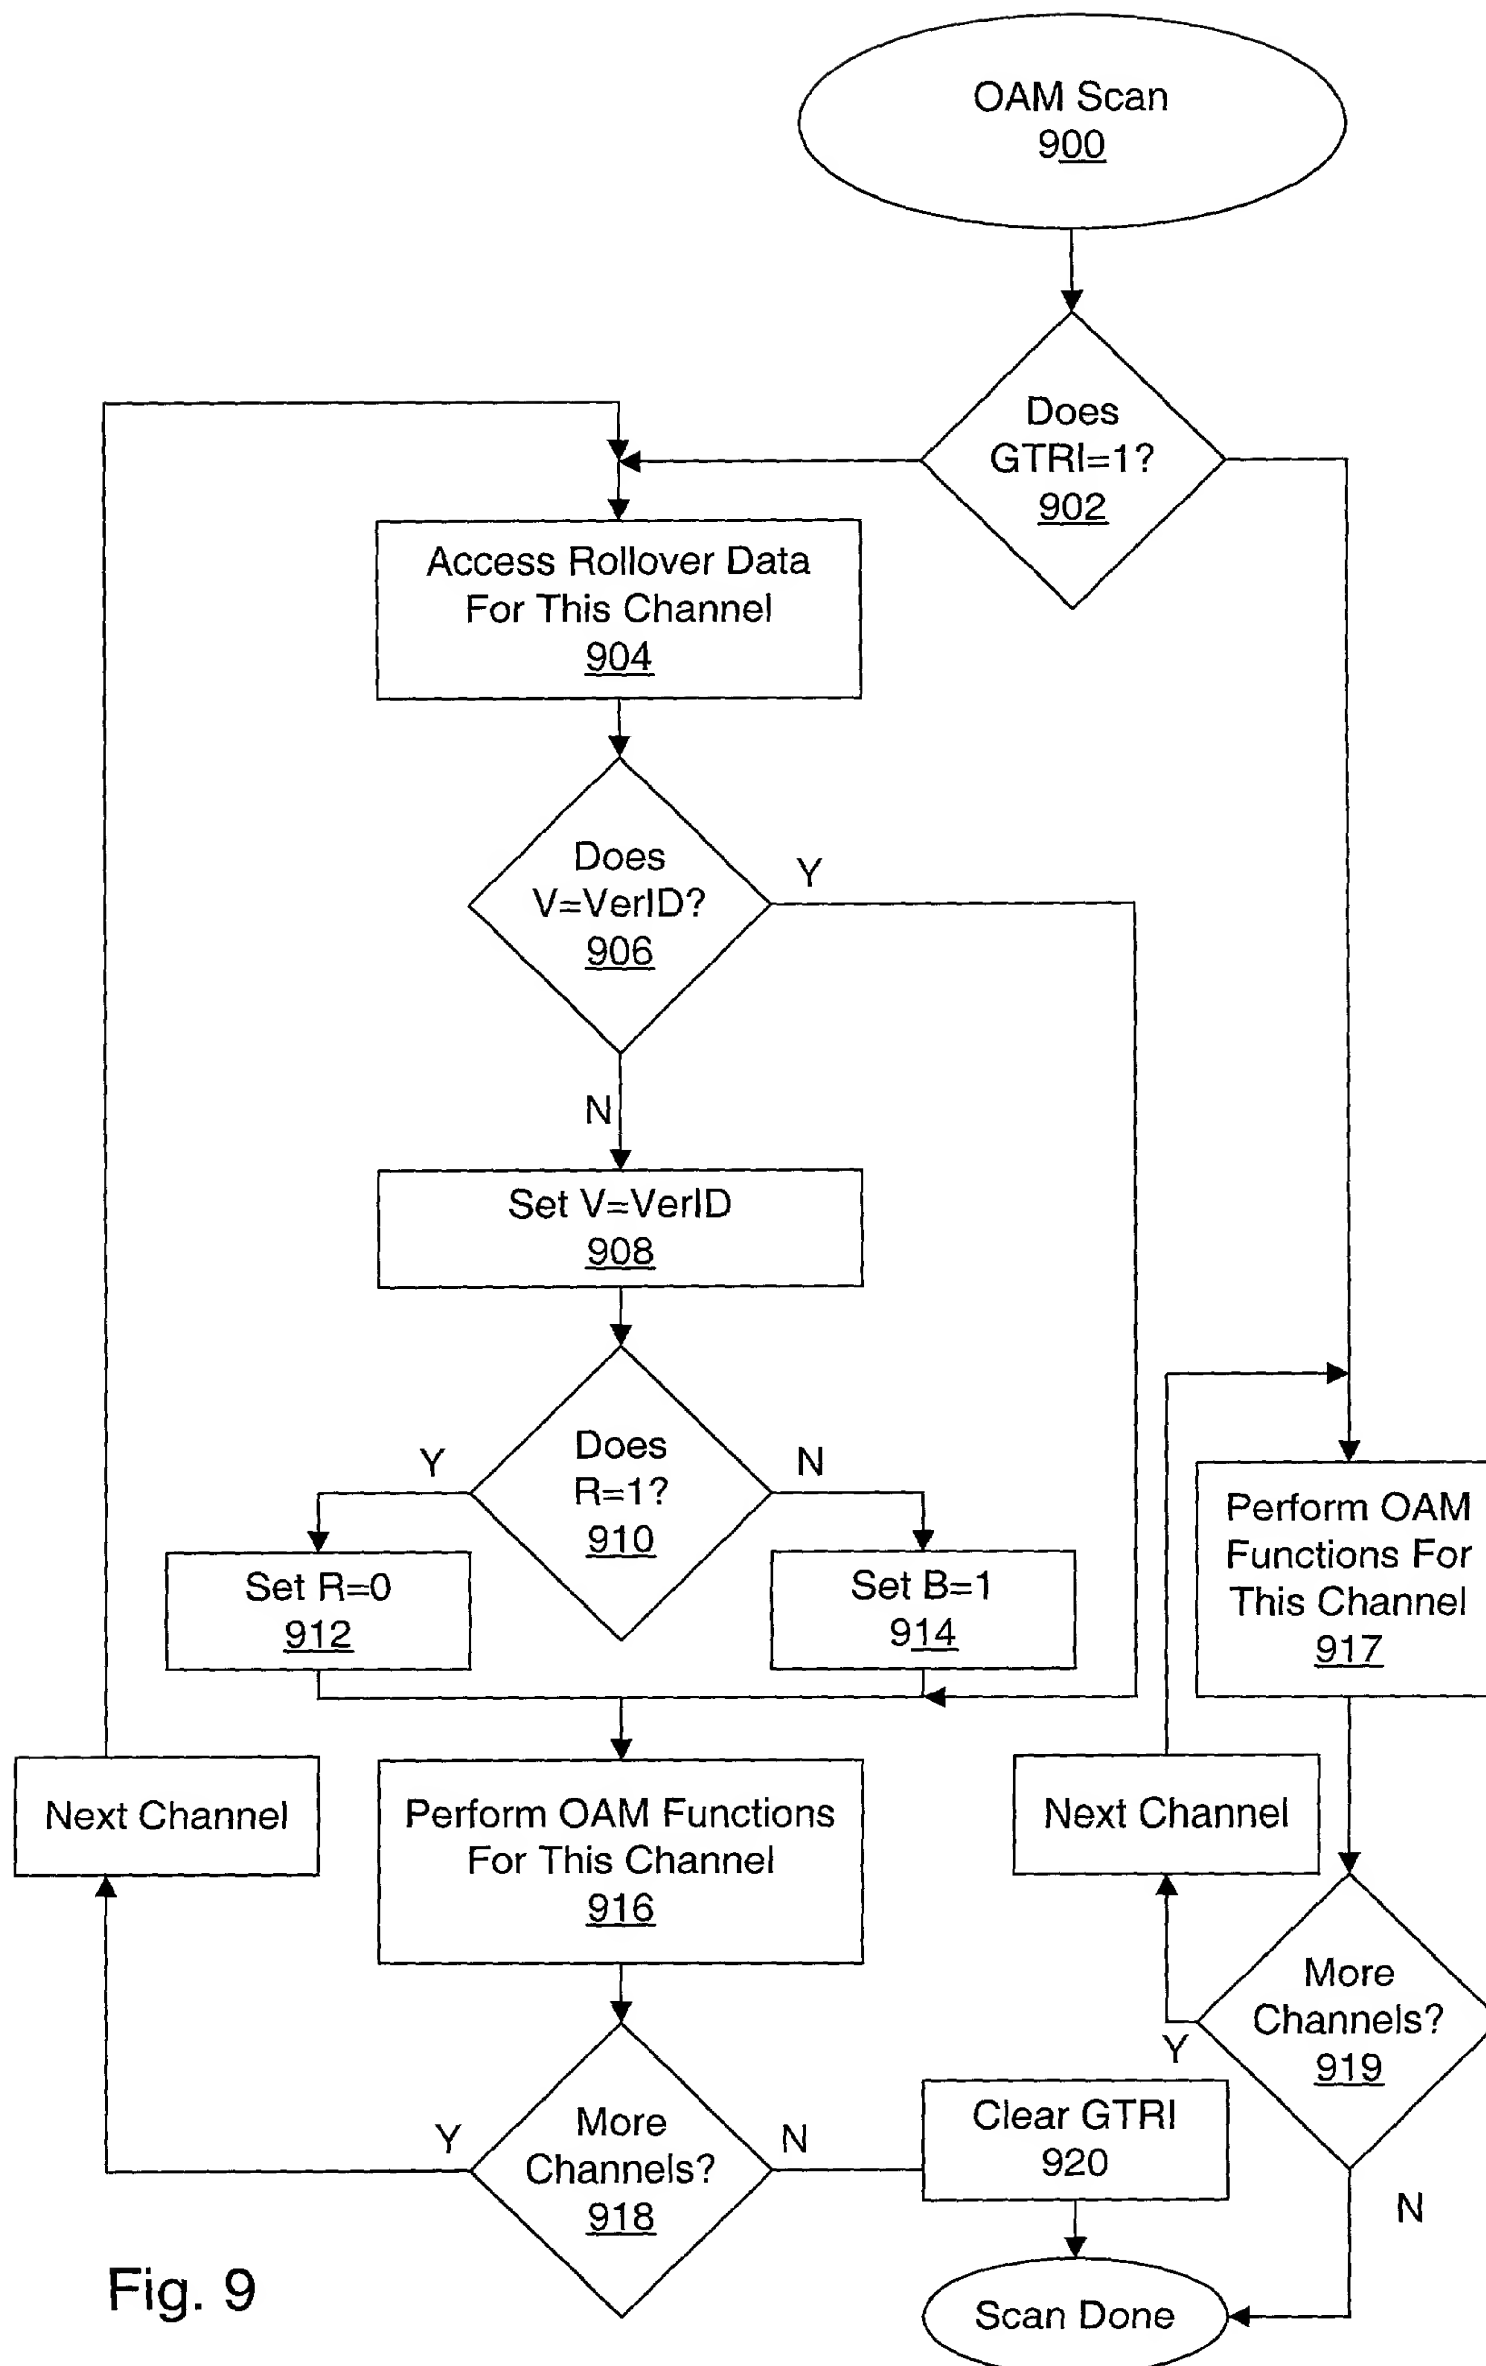 OAM Scan
900
Does
GTRI=1?
902
Access Rollover Data
For This Channel
904
Does
V=VerID?
906
Y
N
Set V=VerID
908
Does
R=1?
910
Y
N
Set R=0
912
Set B=1
914
Perform OAM
Functions For
This Channel
917
Next Channel
Perform OAM Functions
For This Channel
916
Next Channel
More
Channels?
919
Y
N
More
Channels?
918
Y
N
Clear GTRI
920
Scan Done
Fig. 9